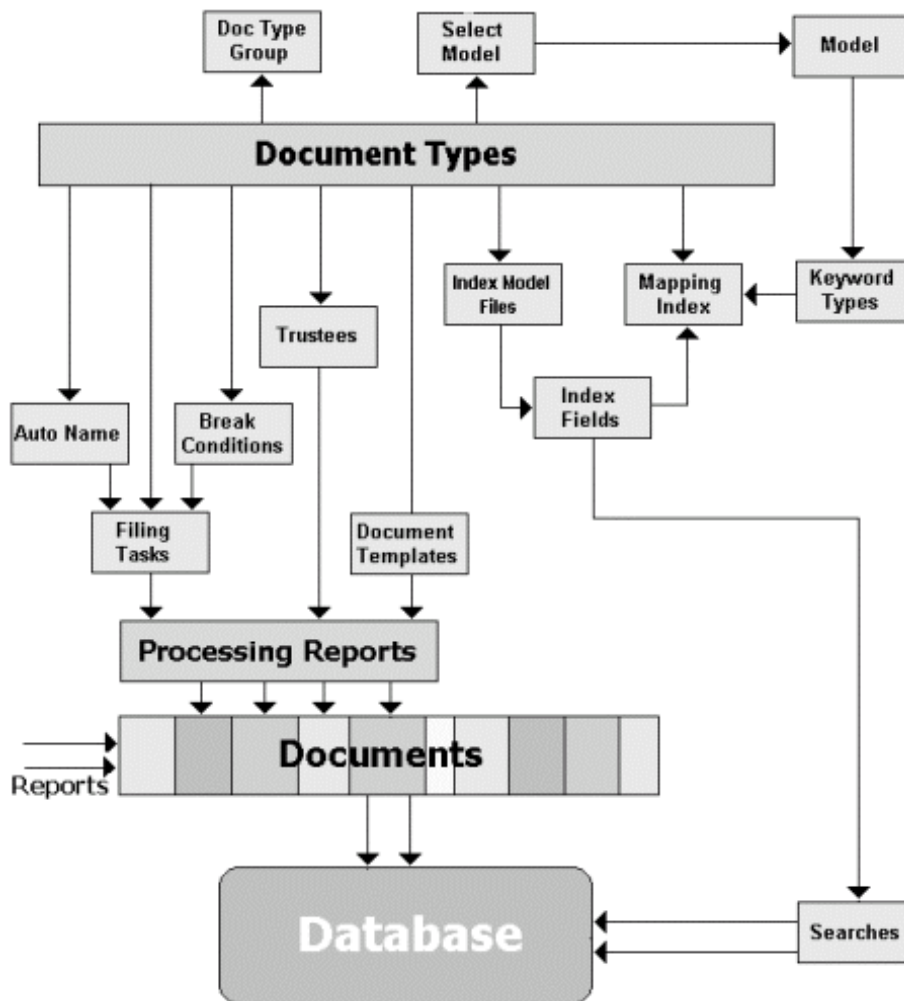 Doc Type
Group
Select
Model
Model
Document Types
Index Model
Files
Mapping
Index
Keyword
Types
Trustees
Index
Fields
Auto Name
Break
Conditions
Filing
Tasks
Document
Templates
Processing Reports
Documents
Reports
Database
Searches